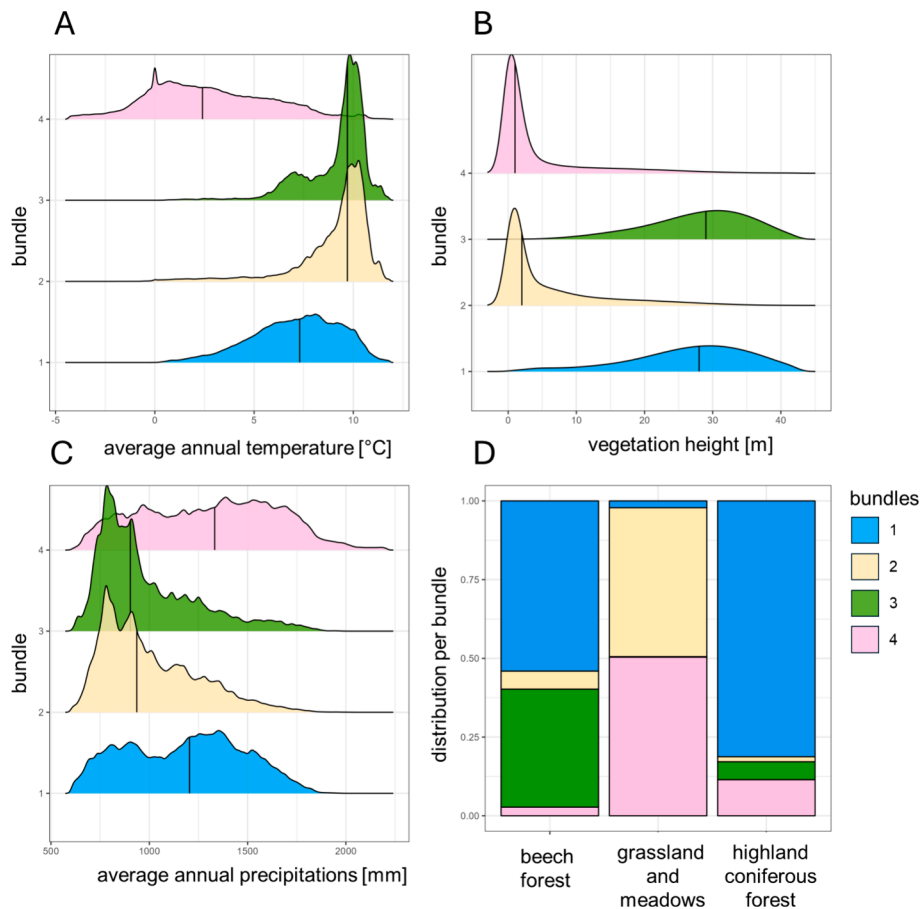 A
bundle
4
3
2
1
-5 0 5 10
average annual temperature [°C]
B
bundle
4
3
2
1
0 10 20 30 40
vegetation height [m]
C
bundle
4
3
2
1
500 1000 1500 2000
average annual precipitations [mm]
D
distribution per bundle
1.00
0.75
0.50
0.25
0.00
beech
forest
grassland
and
meadows
highland
coniferous
forest
bundles
1
2
3
4